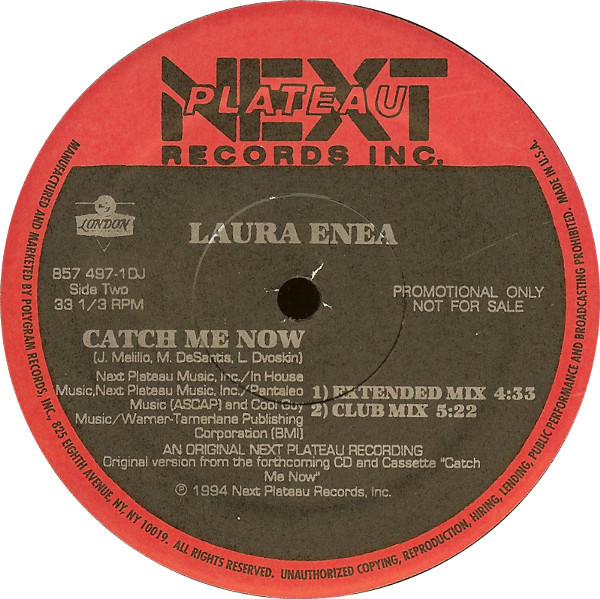 NEXT
PLATEAU
RECORDS INC.
LONDON
LAURA ENEA
857 497-1DJ
Side Two
33 1/3 RPM
PROMOTIONAL ONLY
NOT FOR SALE
CATCH ME NOW
(J. Melillo, M. DeSantis, L. Dvoskin)
Next Plateau Music, Inc./In House
Music,Next Plateau Music, Inc./Pantaleo
Music (ASCAP) and Cool Guy
Music/Warner-Tamerlane Publishing
Corporation (BMI)
1) EXTENDED MIX 4:33
2) CLUB MIX 5:22
AN ORIGINAL NEXT PLATEAU RECORDING
Original version from the forthcoming CD and Cassette "Catch
Me Now"
℗ 1994 Next Plateau Records, Inc.
MANUFACTURED AND MARKETED BY POLYGRAM RECORDS, INC., 825 EIGHTH AVENUE, NY, NY 10019. ALL RIGHTS RESERVED. UNAUTHORIZED COPYING, REPRODUCTION, HIRING, LENDING, PUBLIC PERFORMANCE AND BROADCASTING PROHIBITED. MADE IN U.S.A.